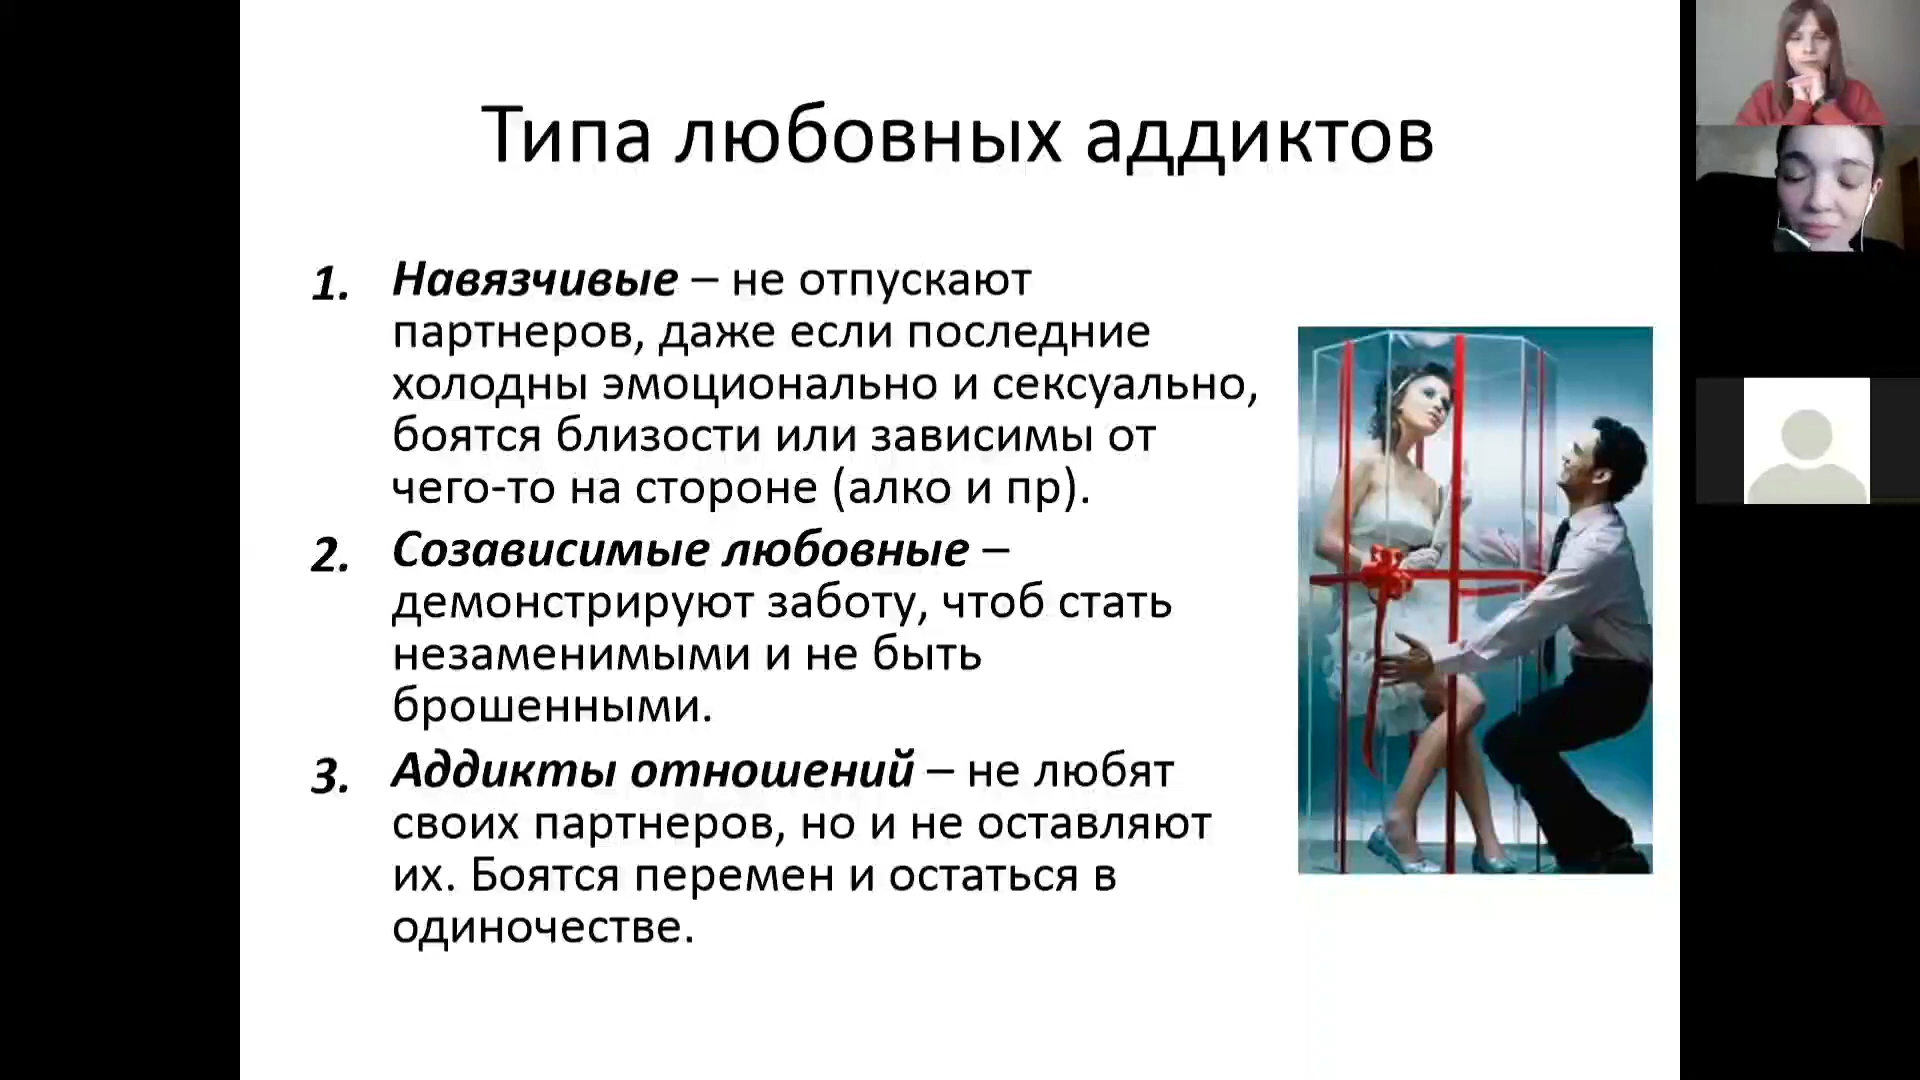 Типа любовных аддиктов
1. Навязчивые – не отпускают
партнеров, даже если последние
холодны эмоционально и сексуально,
боятся близости или зависимы от
чего-то на стороне (алко и пр).
2. Созависимые любовные –
демонстрируют заботу, чтоб стать
незаменимыми и не быть
брошенными.
3. Аддикты отношений – не любят
своих партнеров, но и не оставляют
их. Боятся перемен и остаться в
одиночестве.